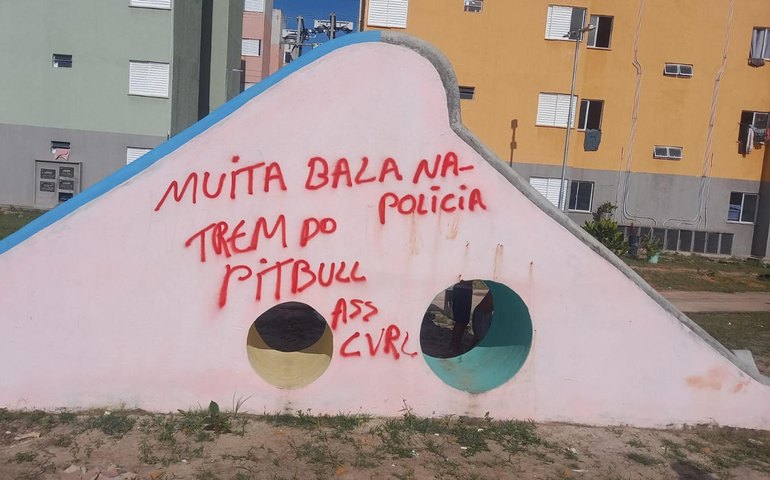 MUiTA BALA NA-
POLiCiA
TREM DO
PiTBULL
ASS
CVRL